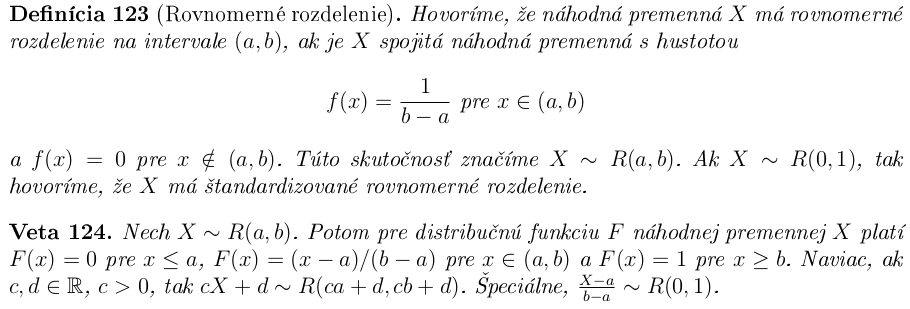 Definícia 123 (Rovnomerné rozdelenie). Hovoríme, že náhodná premenná X má rovnomerné
rozdelenie na intervale (a, b), ak je X spojitá náhodná premenná s hustotou
f(x) = \frac{1}{b − a} pre x ∈ (a, b)
a f(x) = 0 pre x ∉ (a, b). Túto skutočnosť značíme X ∼ R(a, b). Ak X ∼ R(0, 1), tak
hovoríme, že X má štandardizované rovnomerné rozdelenie.
Veta 124. Nech X ∼ R(a, b). Potom pre distribučnú funkciu F náhodnej premennej X platí
F(x) = 0 pre x ≤ a, F(x) = (x − a)/(b − a) pre x ∈ (a, b) a F(x) = 1 pre x ≥ b. Naviac, ak
c, d ∈ ℝ, c > 0, tak cX + d ∼ R(ca + d, cb + d). Špeciálne, \frac{X−a}{b−a} ∼ R(0, 1).